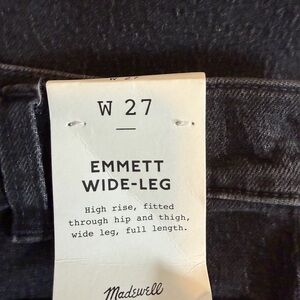 W 27
EMMETT
WIDE-LEG
High rise, fitted
through hip and thigh,
wide leg, full length.
Madewell